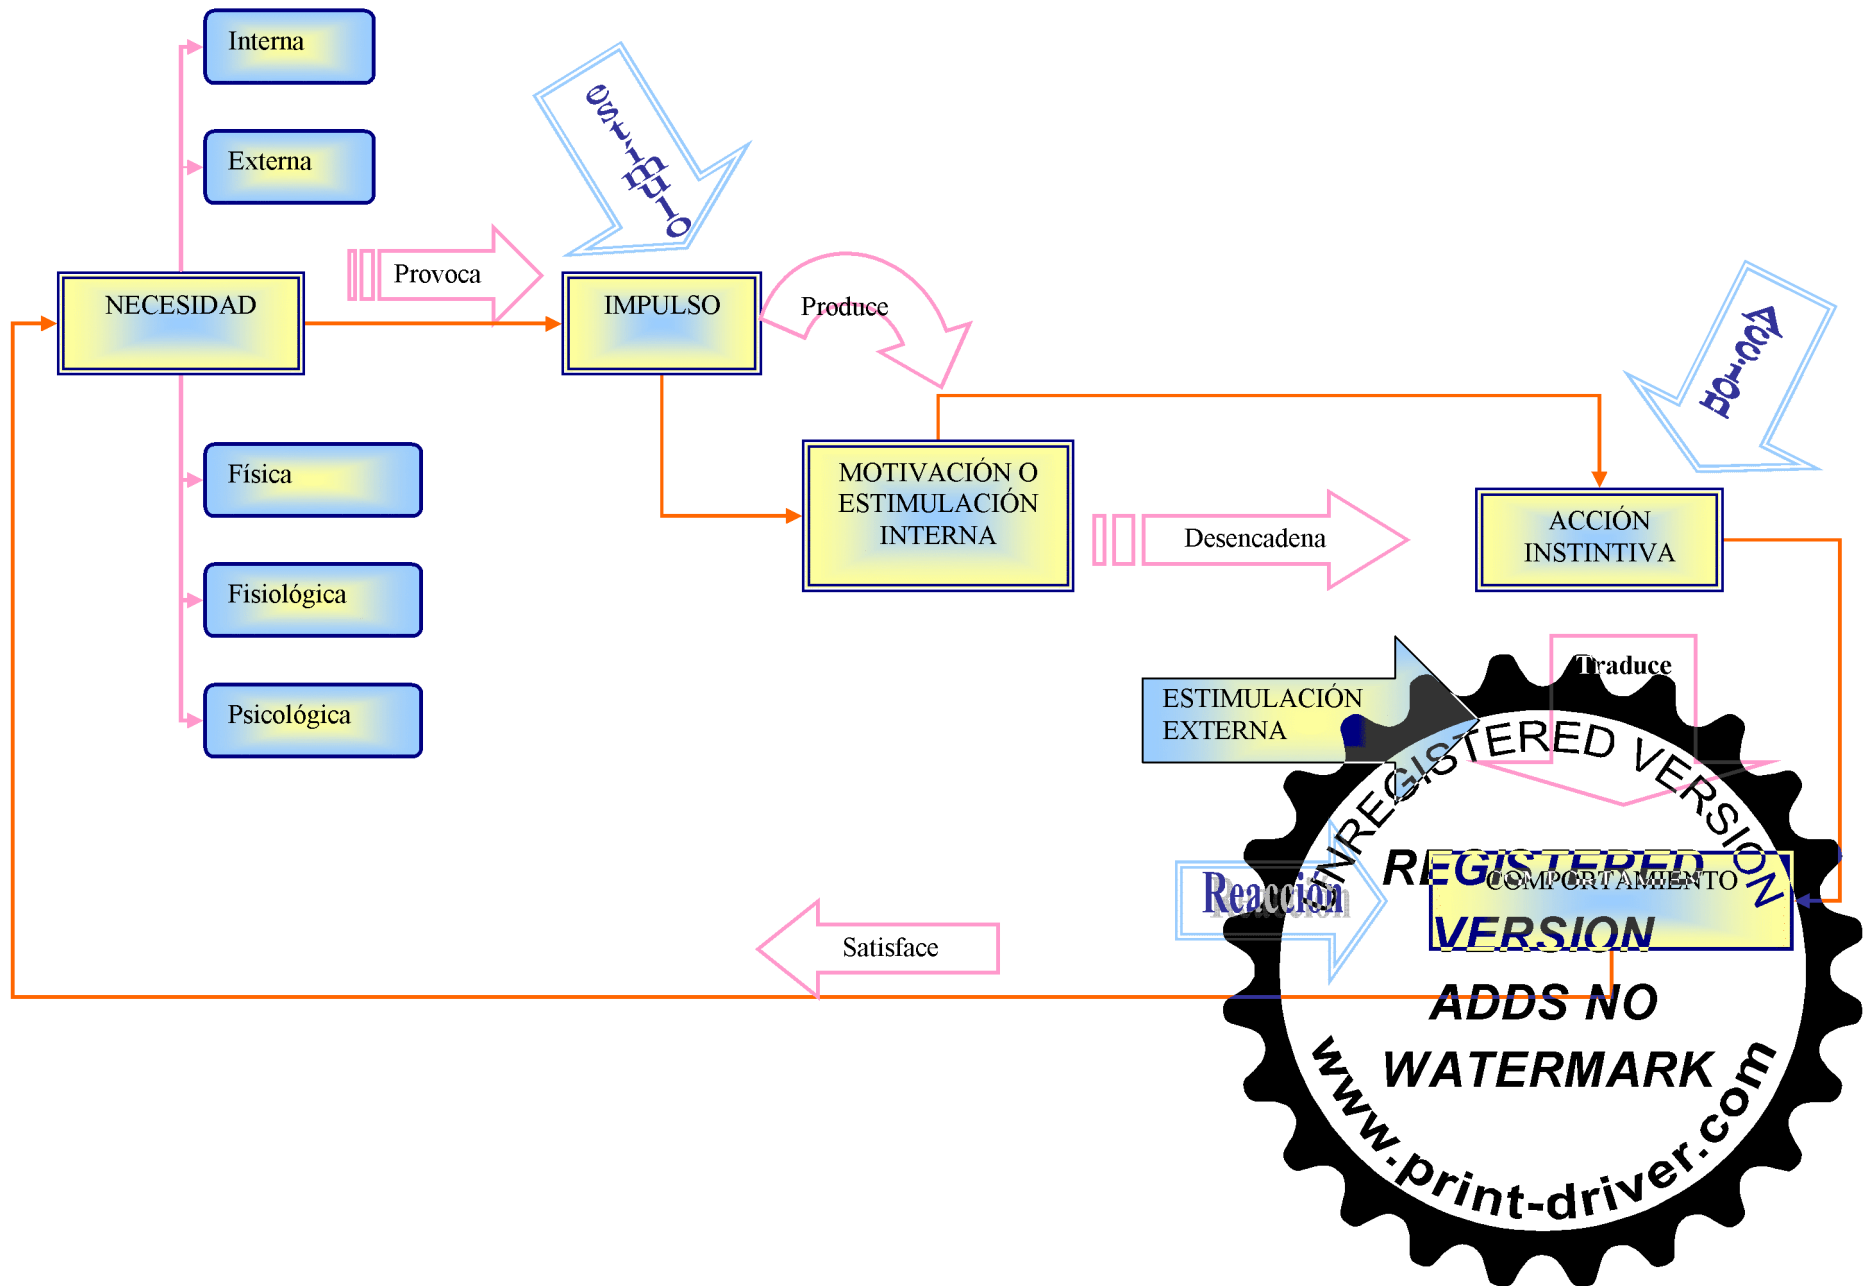 Interna
Externa
estímulo
NECESIDAD
Provoca
IMPULSO
Produce
Acción
Física
Fisiológica
Psicológica
MOTIVACIÓN O
ESTIMULACIÓN
INTERNA
Desencadena
ACCIÓN
INSTINTIVA
ESTIMULACIÓN
EXTERNA
Traduce
Reacción
COMPORTAMIENTO
Satisface
UNREGISTERED VERSION
REGISTERED
VERSION
ADDS NO
WATERMARK
www.print-driver.com